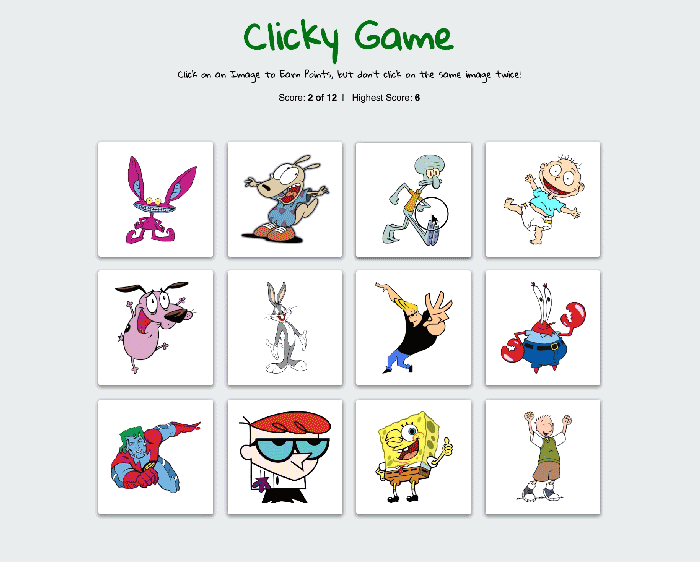 Clicky Game
Click on an Image to Earn Points, but don't click on the same image twice!
Score: 2 of 12 | Highest Score: 6